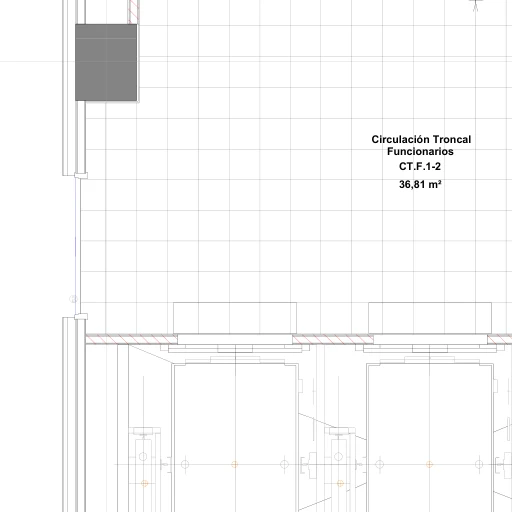 Circulación Troncal
Funcionarios
CT.F.1-2
36,81 m²